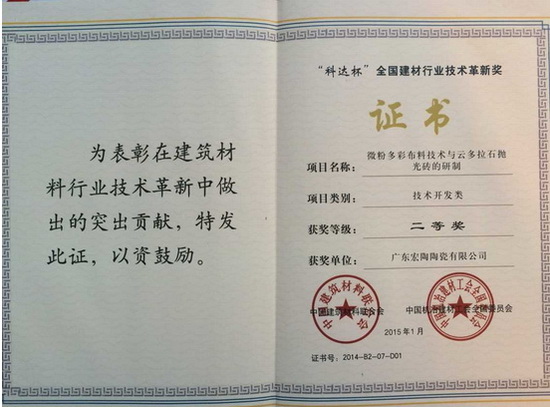 为表彰在建筑材
料行业技术革新中做
出的突出贡献，特发
此证，以资鼓励。
“科达杯”全国建材行业技术革新奖
证书
微粉多彩布料技术与云多拉石抛
项目名称：光砖的研制
项目类别：技术开发类
获奖等级：二等奖
获奖单位：广东宏陶陶瓷有限公司
中国建筑材料联合会
中国机冶建材工会全国委员会
2015年1月
证书号：2014-B2-07-D01